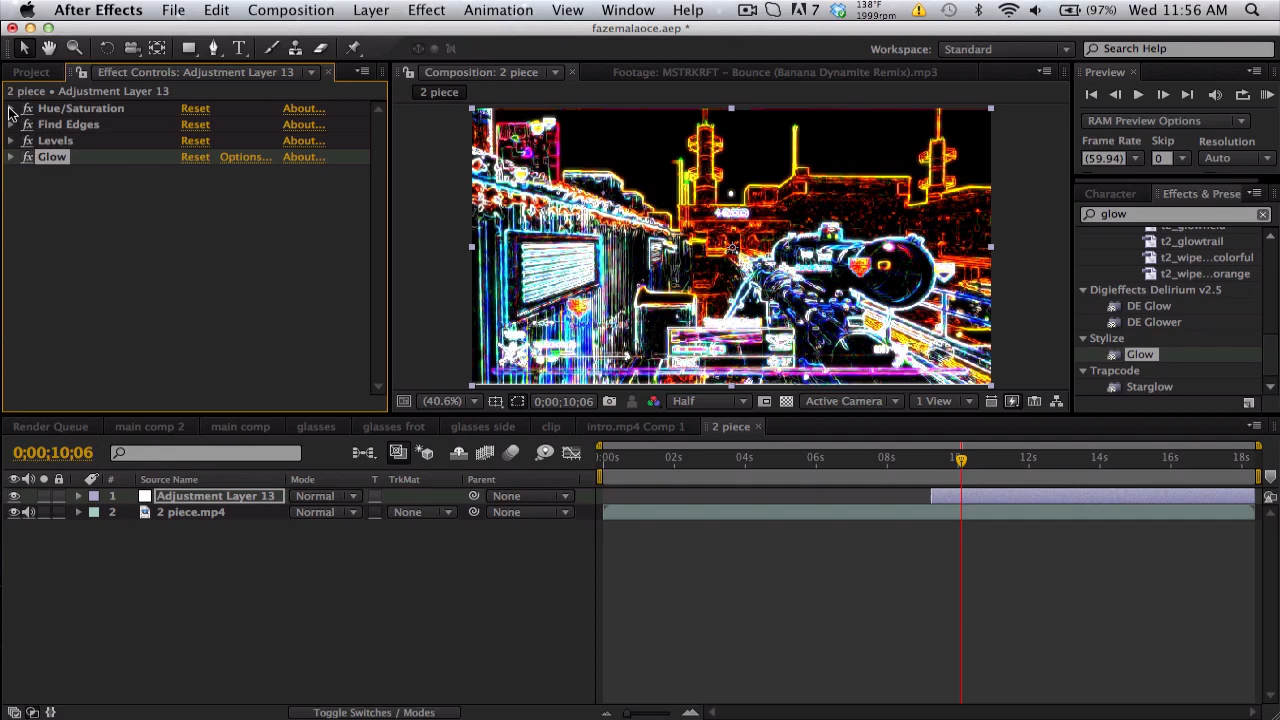 After Effects File Edit Composition Layer Effect Animation View Window Help 7 138°F 1999rpm (97%) Wed 11:56 AM
fazemalaoce.aep *
Workspace: Standard Search Help
Project Effect Controls: Adjustment Layer 13 Composition: 2 piece Footage: MSTRKRFT - Bounce (Banana Dynamite Remix).mp3 Preview
2 piece • Adjustment Layer 13 2 piece
Hue/Saturation Reset About...
Find Edges Reset About...
Levels Reset About...
Glow Reset Options... About...
RAM Preview Options
Frame Rate Skip Resolution
(59.94) 0 Auto
Character Effects & Prese
glow
t2_glowtrail
t2_wipe...colorful
t2_wipe...orange
Digieffects Delirium v2.5
DE Glow
DE Glower
Stylize
Glow
Trapcode
Starglow
(40.6%) 0;00;10;06 Half Active Camera 1 View
Render Queue main comp 2 main comp glasses glasses frot glasses side clip intro.mp4 Comp 1 2 piece
0;00;10;06
:00s 02s 04s 06s 08s 12s 14s 16s 18s
# Source Name Mode T TrkMat Parent
1 Adjustment Layer 13 Normal None
2 2 piece.mp4 Normal None None
Toggle Switches / Modes